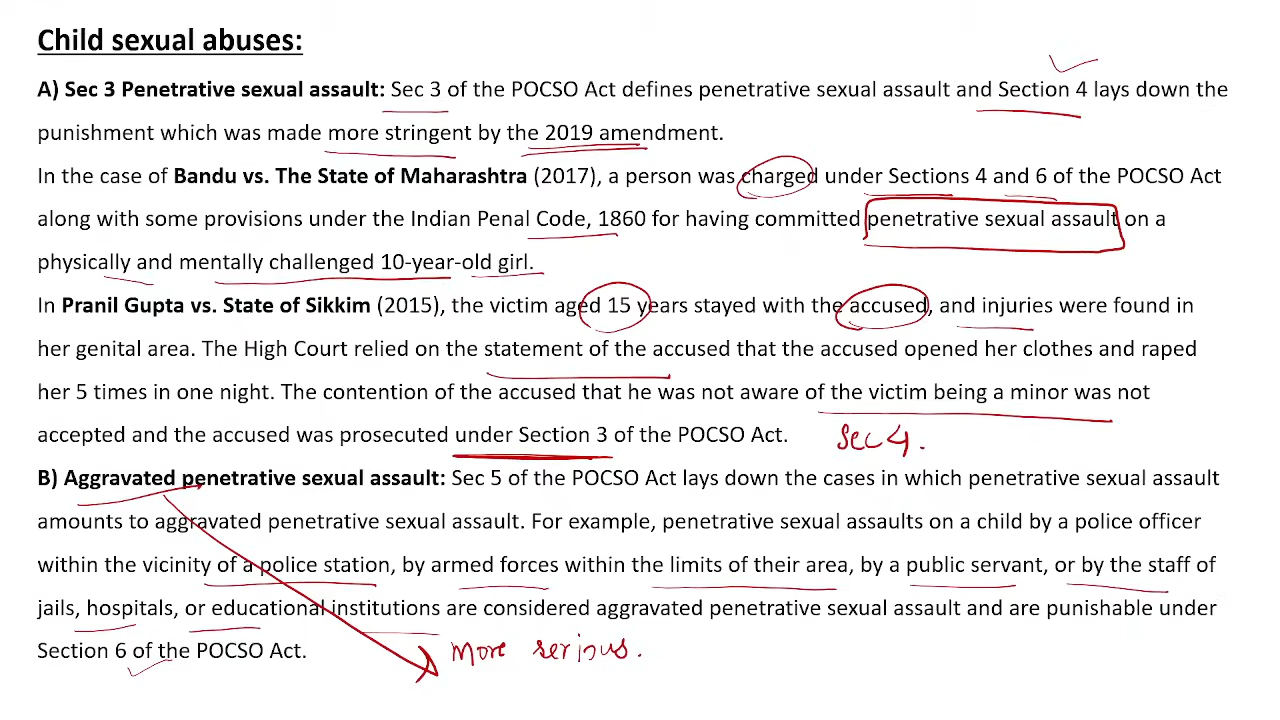 Child sexual abuses:
A) Sec 3 Penetrative sexual assault: Sec 3 of the POCSO Act defines penetrative sexual assault and Section 4 lays down the
punishment which was made more stringent by the 2019 amendment.
In the case of Bandu vs. The State of Maharashtra (2017), a person was charged under Sections 4 and 6 of the POCSO Act
along with some provisions under the Indian Penal Code, 1860 for having committed penetrative sexual assault on a
physically and mentally challenged 10-year-old girl.
In Pranil Gupta vs. State of Sikkim (2015), the victim aged 15 years stayed with the accused, and injuries were found in
her genital area. The High Court relied on the statement of the accused that the accused opened her clothes and raped
her 5 times in one night. The contention of the accused that he was not aware of the victim being a minor was not
accepted and the accused was prosecuted under Section 3 of the POCSO Act. Sec 4.
B) Aggravated penetrative sexual assault: Sec 5 of the POCSO Act lays down the cases in which penetrative sexual assault
amounts to aggravated penetrative sexual assault. For example, penetrative sexual assaults on a child by a police officer
within the vicinity of a police station, by armed forces within the limits of their area, by a public servant, or by the staff of
jails, hospitals, or educational institutions are considered aggravated penetrative sexual assault and are punishable under
Section 6 of the POCSO Act. More serious.